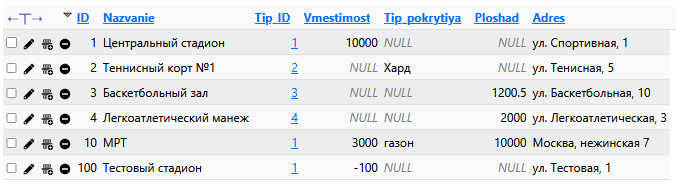 ←T→ ID Nazvanie Tip_ID Vmestimost Tip_pokrytiya Ploshad Adres
1 Центральный стадион 1 10000 NULL NULL ул. Спортивная, 1
2 Теннисный корт №1 2 NULL Хард NULL ул. Тенисная, 5
3 Баскетбольный зал 3 NULL NULL 1200.5 ул. Баскетбольная, 10
4 Легкоатлетический манеж 4 NULL NULL 2000 ул. Легкоатлетическая, 3
10 МРТ 1 3000 газон 10000 Москва, нежинская 7
100 Тестовый стадион 1 -100 NULL NULL ул. Тестовая, 1